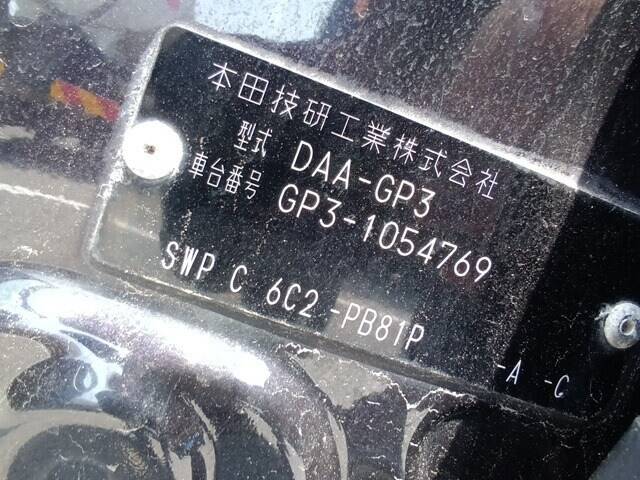 本田技研工業株式会社
型式 DAA-GP3
車台番号 GP3-1054769
SWP C 6C2-PB81P -A -C